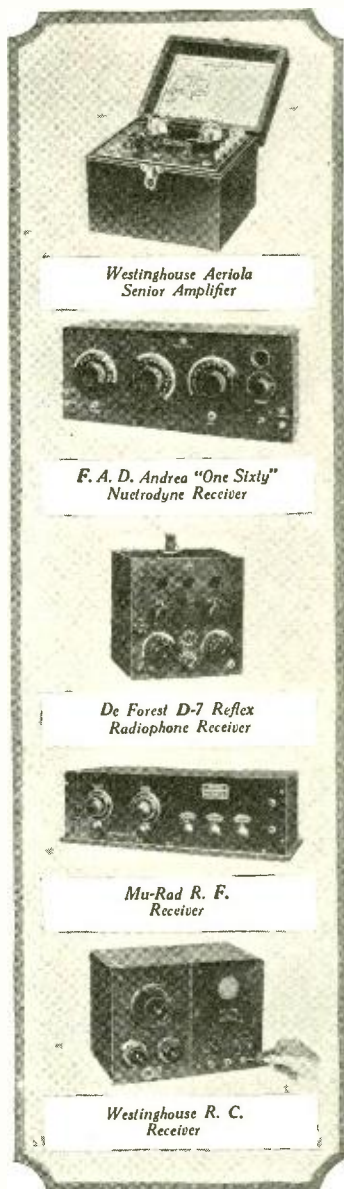 Westinghouse Aeriola
Senior Amplifier
F. A. D. Andrea "One Sixty"
Nuctrodyne Receiver
De Forest D-7 Reflex
Radiophone Receiver
Mu-Rad R. F.
Receiver
Westinghouse R. C.
Receiver